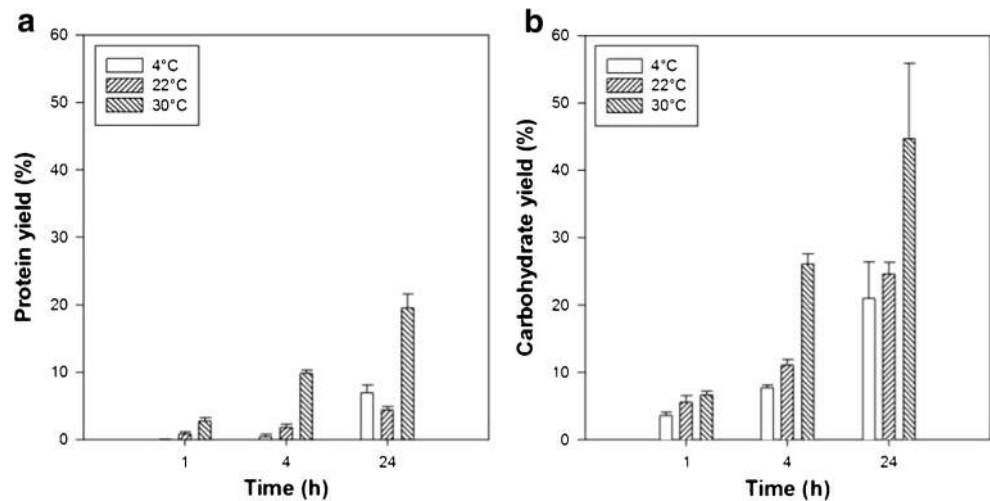 a
60
50
40
30
20
10
0
Protein yield (%)
4°C
22°C
30°C
1 4 24
Time (h)
b
60
50
40
30
20
10
0
Carbohydrate yield (%)
4°C
22°C
30°C
1 4 24
Time (h)